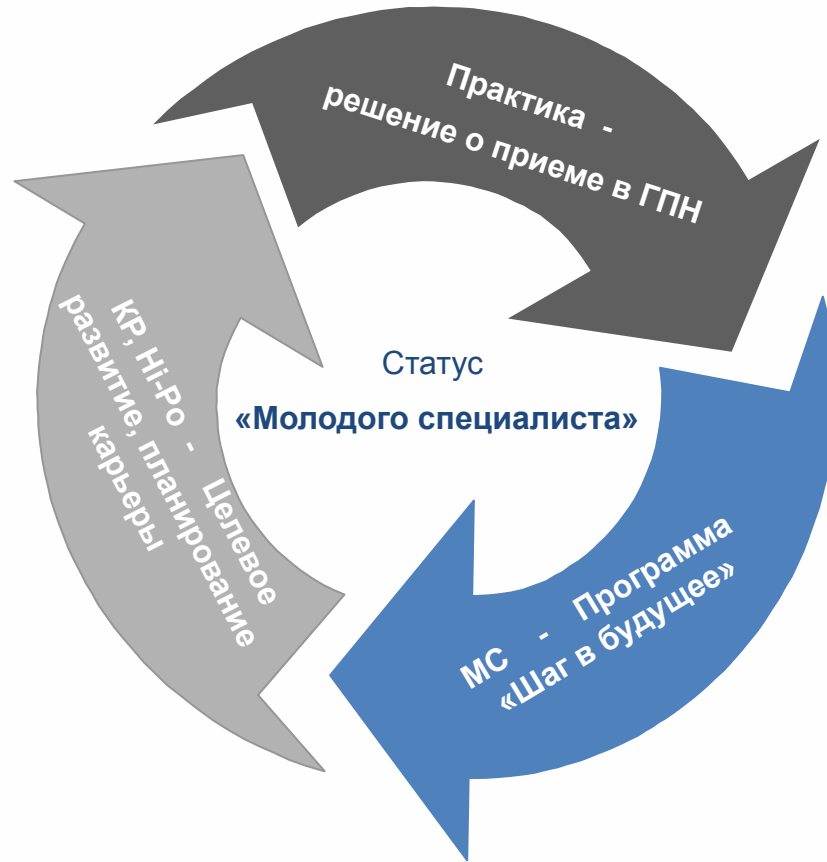 Практика -
решение о приеме в ГПН
Статус
«Молодого специалиста»
МС - Программа
«Шаг в будущее»
КР, Hi-Po - Целевое
развитие, планирование
карьеры